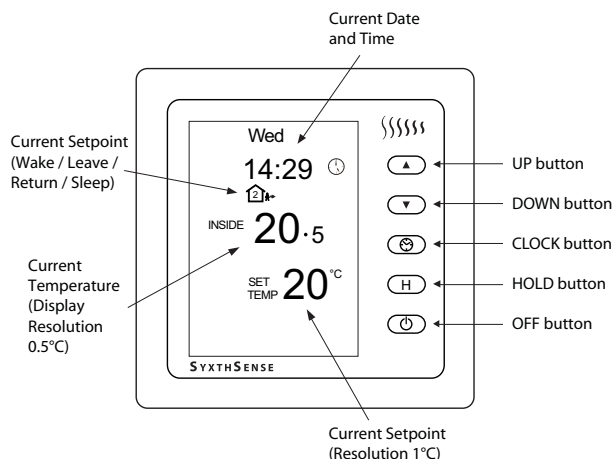 Current Date
and Time
Current Setpoint
(Wake / Leave /
Return / Sleep)
Wed
14:29
2
INSIDE 20.5
Current
Temperature
(Display
Resolution
0.5°C)
SET
TEMP 20°C
UP button
DOWN button
CLOCK button
H
HOLD button
OFF button
SYXTHSENSE
Current Setpoint
(Resolution 1°C)